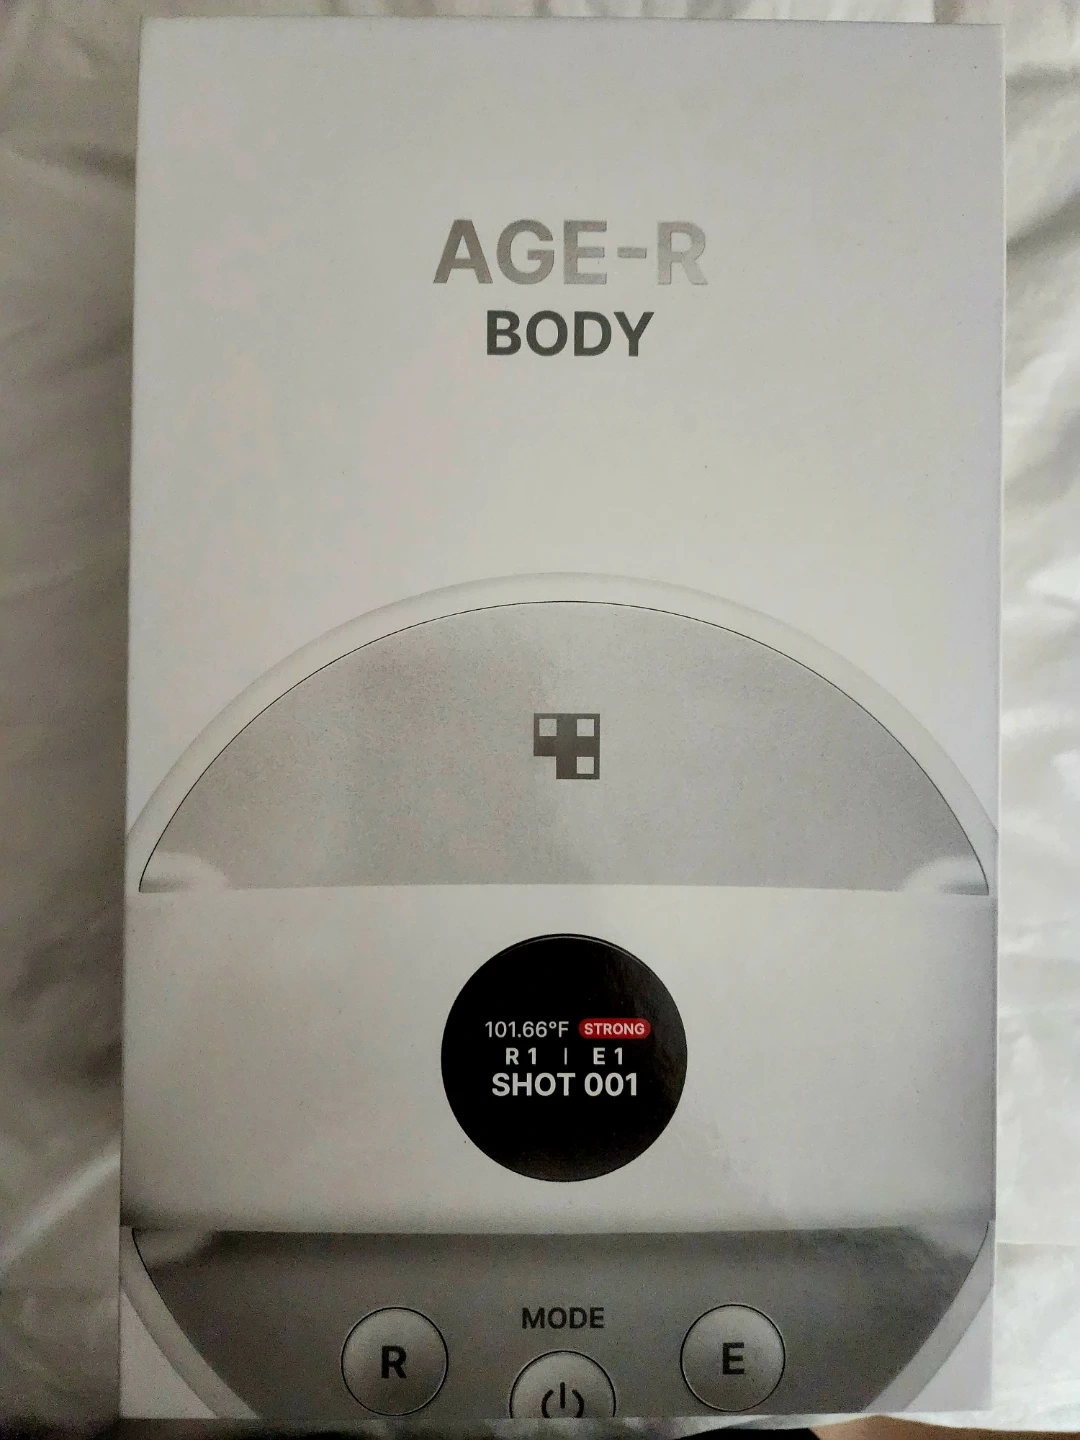 AGE-R
BODY
101.66°F STRONG
R1 | E1
SHOT 001
MODE
R
E